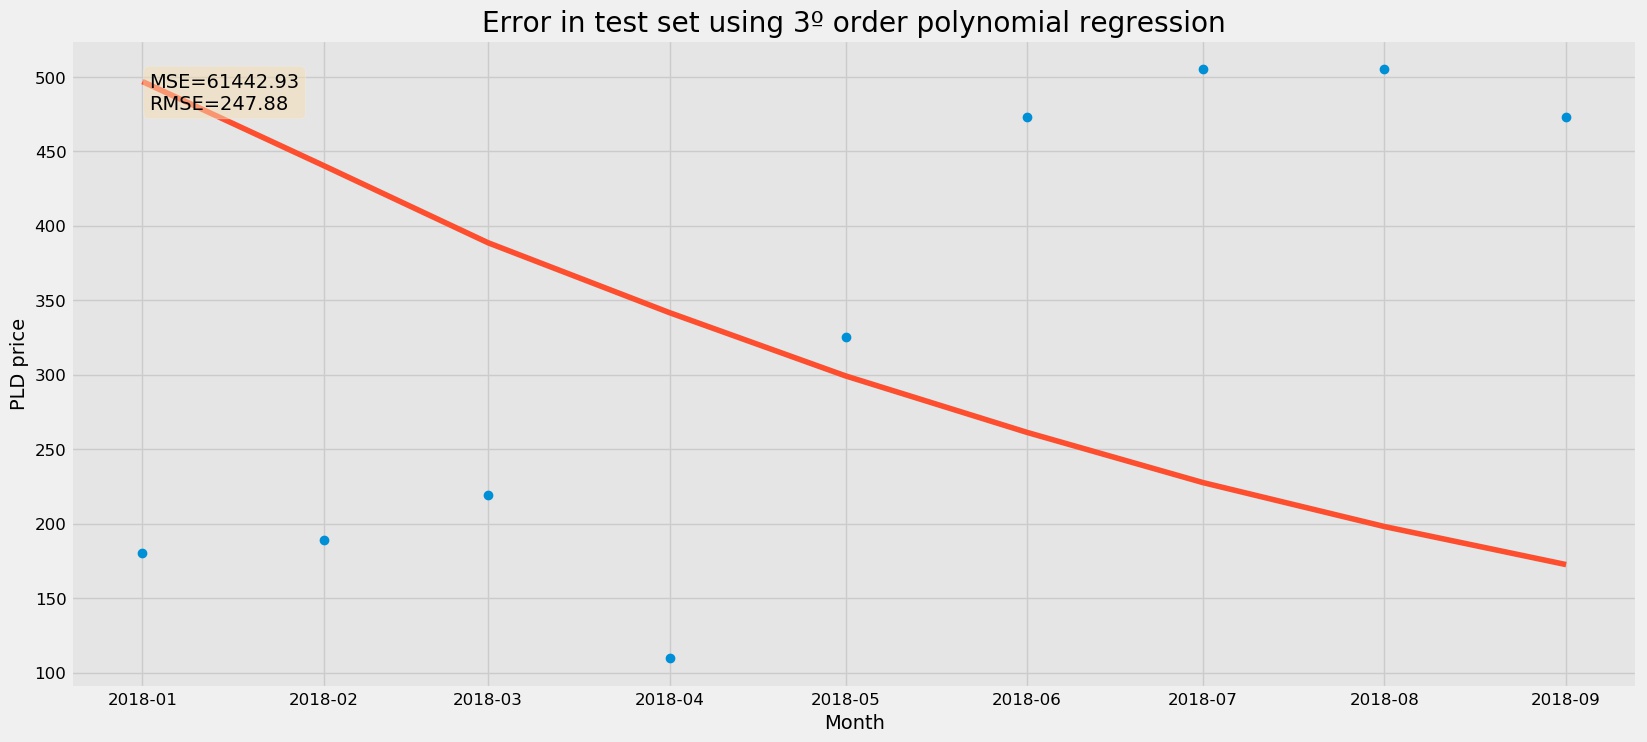 Error in test set using 3º order polynomial regression
MSE=61442.93
RMSE=247.88
500
450
400
350
300
250
200
150
100
PLD price
2018-01 2018-02 2018-03 2018-04 2018-05 2018-06 2018-07 2018-08 2018-09
Month